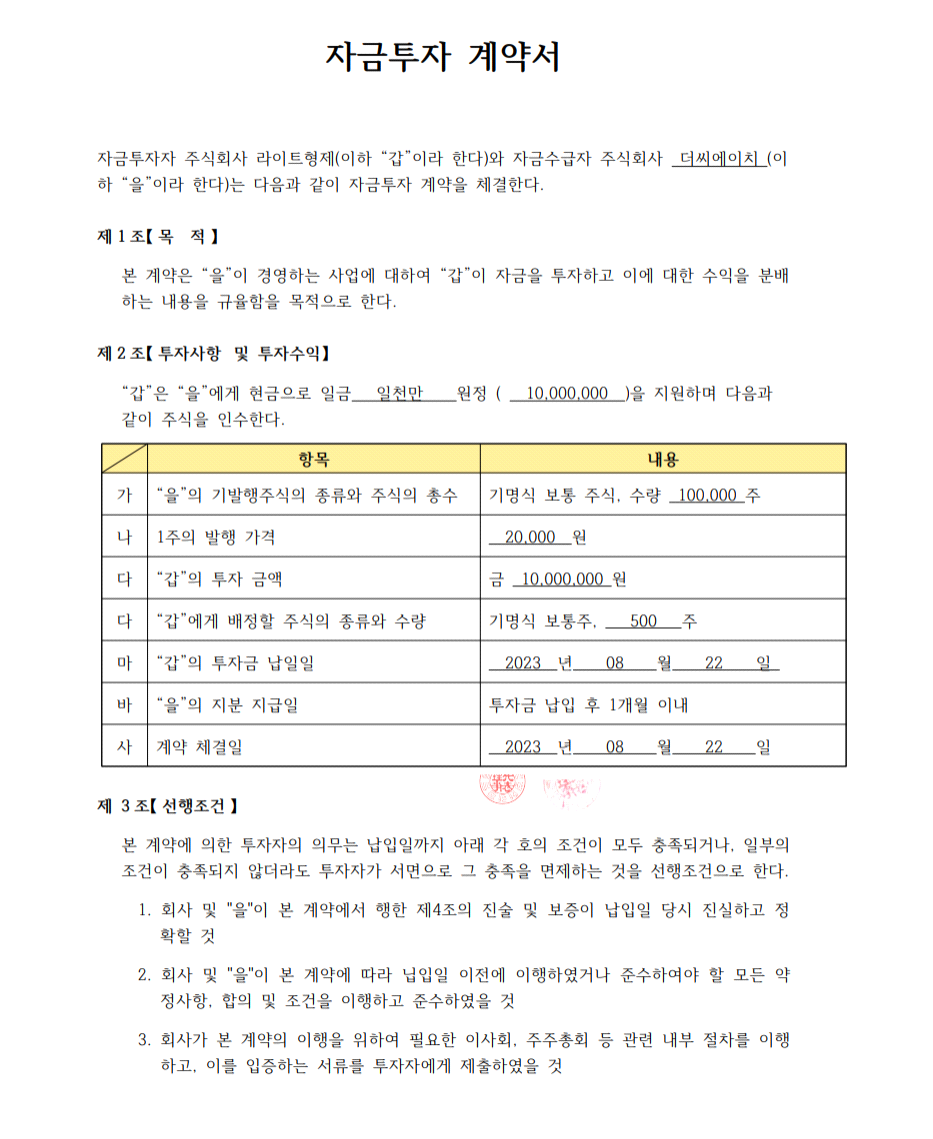 자금투자 계약서
자금투자자 주식회사 라이트형제(이하 “갑”이라 한다)와 자금수급자 주식회사 더씨에이치 (이
하 “을”이라 한다)는 다음과 같이 자금투자 계약을 체결한다.
제 1 조【 목 적 】
본 계약은 “을”이 경영하는 사업에 대하여 “갑”이 자금을 투자하고 이에 대한 수익을 분배
하는 내용을 규율함을 목적으로 한다.
제 2 조【 투자사항 및 투자수익】
“갑”은 “을”에게 현금으로 일금 일천만 원정 ( 10,000,000 )을 지원하며 다음과
같이 주식을 인수한다.
항목 내용
가 “을”의 기발행주식의 종류와 주식의 총수 기명식 보통 주식, 수량 100,000 주
나 1주의 발행 가격 20,000 원
다 “갑”의 투자 금액 금 10,000,000 원
다 “갑”에게 배정할 주식의 종류와 수량 기명식 보통주, 500 주
마 “갑”의 투자금 납일일 2023 년 08 월 22 일
바 “을”의 지분 지급일 투자금 납입 후 1개월 이내
사 계약 체결일 2023 년 08 월 22 일
제 3 조【 선행조건 】
본 계약에 의한 투자자의 의무는 납입일까지 아래 각 호의 조건이 모두 충족되거나, 일부의
조건이 충족되지 않더라도 투자자가 서면으로 그 충족을 면제하는 것을 선행조건으로 한다.
1. 회사 및 "을"이 본 계약에서 행한 제4조의 진술 및 보증이 납입일 당시 진실하고 정
확할 것
2. 회사 및 "을"이 본 계약에 따라 닙입일 이전에 이행하였거나 준수하여야 할 모든 약
정사항, 합의 및 조건을 이행하고 준수하였을 것
3. 회사가 본 계약의 이행을 위하여 필요한 이사회, 주주총회 등 관련 내부 절차를 이행
하고, 이를 입증하는 서류를 투자자에게 제출하였을 것